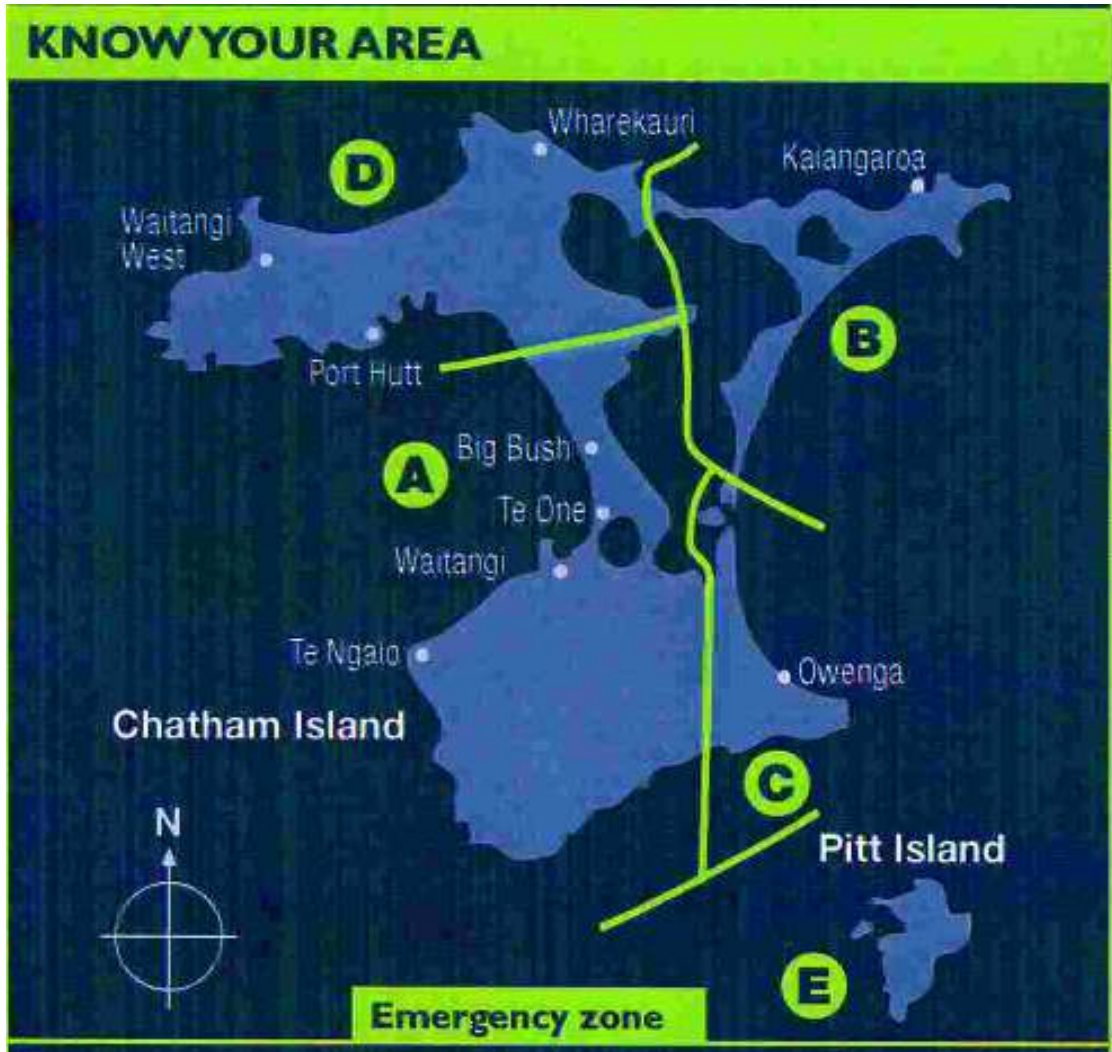 KNOW YOUR AREA
Wharekauri
Kaiangaroa
D
Waitangi
West
B
Port Hutt
Big Bush
A
Te One
Waitangi
Te Ngaio
Owenga
Chatham Island
C
N
Pitt Island
E
Emergency zone